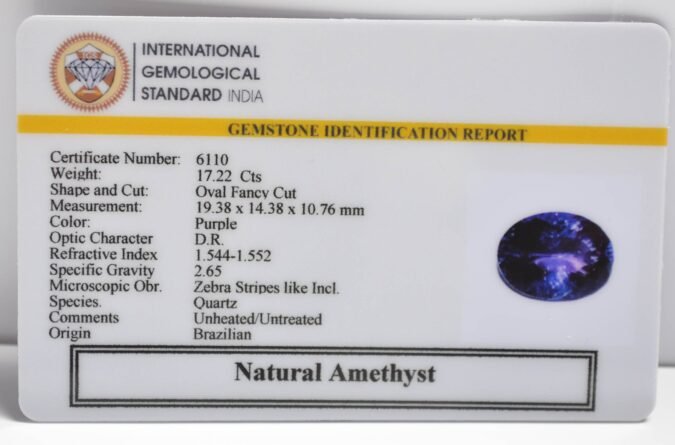 IGS
INTERNATIONAL
GEMOLOGICAL
STANDARD INDIA
GEMSTONE IDENTIFICATION REPORT
Certificate Number: 6110
Weight: 17.22 Cts
Shape and Cut: Oval Fancy Cut
Measurement: 19.38 x 14.38 x 10.76 mm
Color: Purple
Optic Character D.R.
Refractive Index 1.544-1.552
Specific Gravity 2.65
Microscopic Obr. Zebra Stripes like Incl.
Species. Quartz
Comments Unheated/Untreated
Origin Brazilian
Natural Amethyst